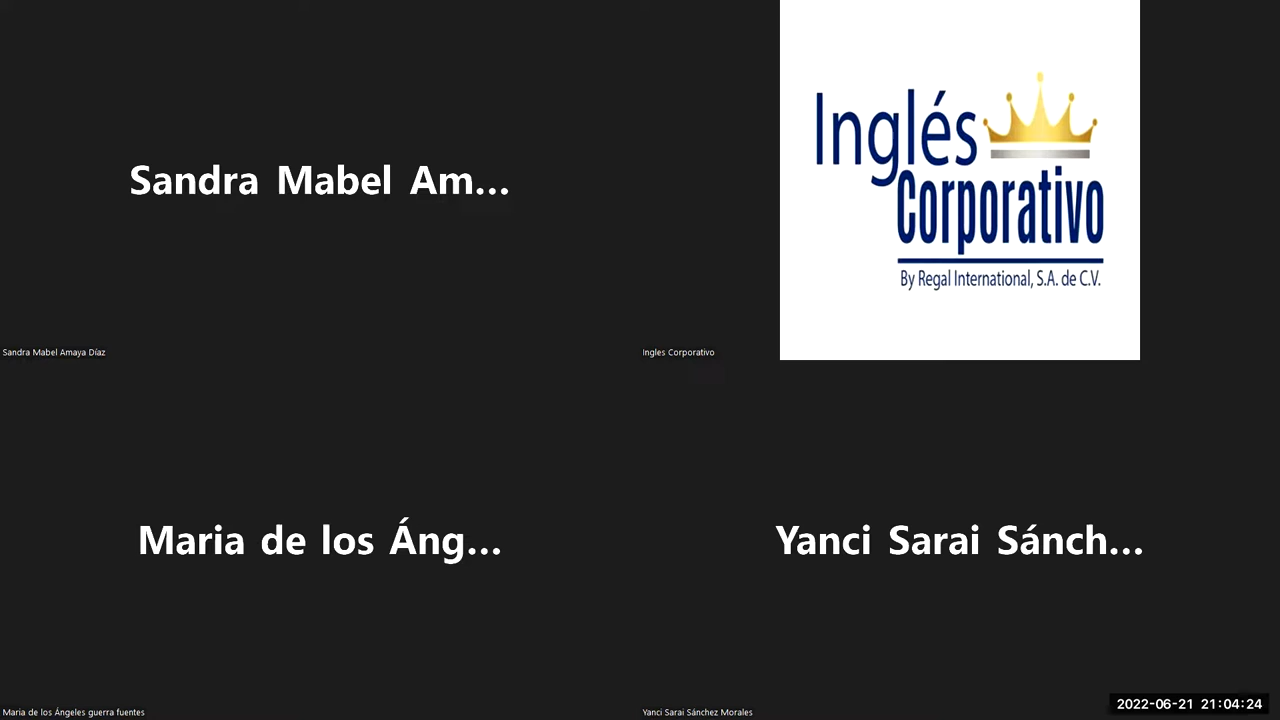 Sandra Mabel Am...
Sandra Mabel Amaya Díaz
Inglés
Corporativo
By Regal International, S.A. de C.V.
Ingles Corporativo
Maria de los Áng...
Maria de los Ángeles guerra fuentes
Yanci Sarai Sánch...
Yanci Sarai Sánchez Morales
2022-06-21 21:04:24